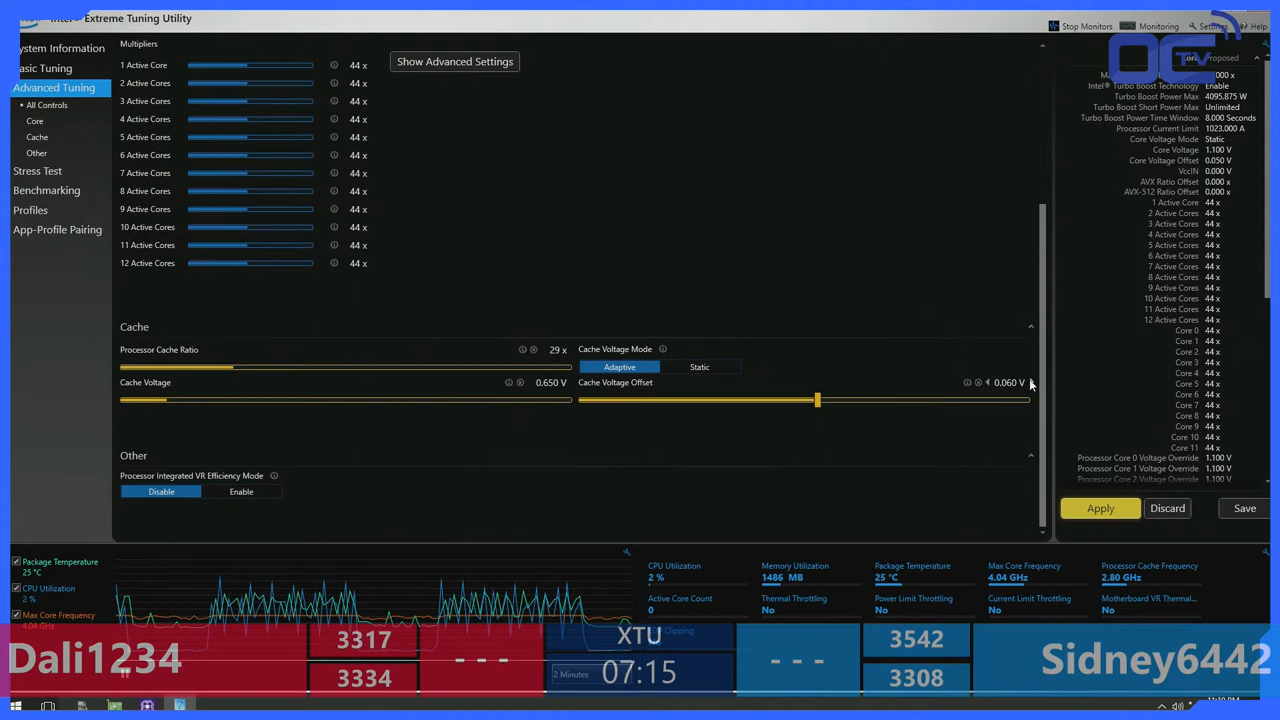 Extreme Tuning Utility
Stop Monitors
Monitoring
Settings
Help
OC
TV
System Information
Basic Tuning
Advanced Tuning
All Controls
Core
Cache
Other
Stress Test
Benchmarking
Profiles
App-Profile Pairing
Multipliers
1 Active Core 44 x
2 Active Cores 44 x
3 Active Cores 44 x
4 Active Cores 44 x
5 Active Cores 44 x
6 Active Cores 44 x
7 Active Cores 44 x
8 Active Cores 44 x
9 Active Cores 44 x
10 Active Cores 44 x
11 Active Cores 44 x
12 Active Cores 44 x
Show Advanced Settings
Cache
Processor Cache Ratio 29 x
Cache Voltage Mode
Adaptive Static
Cache Voltage 0.650 V
Cache Voltage Offset 0.060 V
Other
Processor Integrated VR Efficiency Mode
Disable Enable
Proposed
Intel® Turbo Boost Technology Enable
Turbo Boost Power Max 4095.875 W
Turbo Boost Short Power Max Unlimited
Turbo Boost Power Time Window 8.000 Seconds
Processor Current Limit 1023.000 A
Core Voltage Mode Static
Core Voltage 1.100 V
Core Voltage Offset 0.050 V
VccIN 0.000 V
AVX Ratio Offset 0.000 x
AVX-512 Ratio Offset 0.000 x
1 Active Core 44 x
2 Active Cores 44 x
3 Active Cores 44 x
4 Active Cores 44 x
5 Active Cores 44 x
6 Active Cores 44 x
7 Active Cores 44 x
8 Active Cores 44 x
9 Active Cores 44 x
10 Active Cores 44 x
11 Active Cores 44 x
12 Active Cores 44 x
Core 0 44 x
Core 1 44 x
Core 2 44 x
Core 3 44 x
Core 4 44 x
Core 5 44 x
Core 6 44 x
Core 7 44 x
Core 8 44 x
Core 9 44 x
Core 10 44 x
Core 11 44 x
Processor Core 0 Voltage Override 1.100 V
Processor Core 1 Voltage Override 1.100 V
Processor Core 2 Voltage Override 1.100 V
Apply Discard Save
Package Temperature
25 °C
CPU Utilization
2 %
Max Core Frequency
4.04 GHz
CPU Utilization
2 %
Memory Utilization
1486 MB
Package Temperature
25 °C
Max Core Frequency
4.04 GHz
Processor Cache Frequency
2.80 GHz
Active Core Count
0
Thermal Throttling
No
Power Limit Throttling
No
Current Limit Throttling
No
Motherboard VR Thermal...
No
Clipping
2 Minutes
Dali1234
3317
3334
- - -
XTU
07:15
- - -
3542
3308
Sidney6442